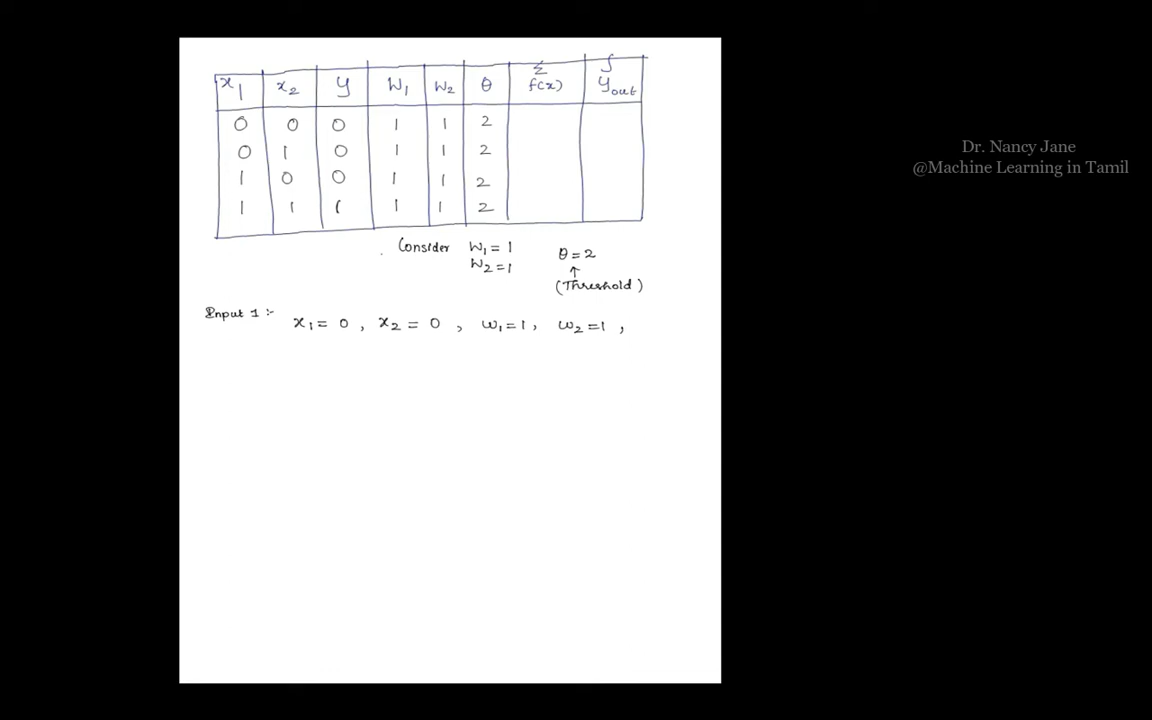 x₁ x₂ y W₁ W₂ θ Σ f(x) ∫ Yout
0 0 0 1 1 2
0 1 0 1 1 2
1 0 0 1 1 2
1 1 1 1 1 2
Consider W₁ = 1 θ = 2
W₂ = 1 ↑
(Threshold)
Input 1 :- x₁ = 0 , x₂ = 0 , w₁ = 1 , w₂ = 1 ,
Dr. Nancy Jane
@Machine Learning in Tamil